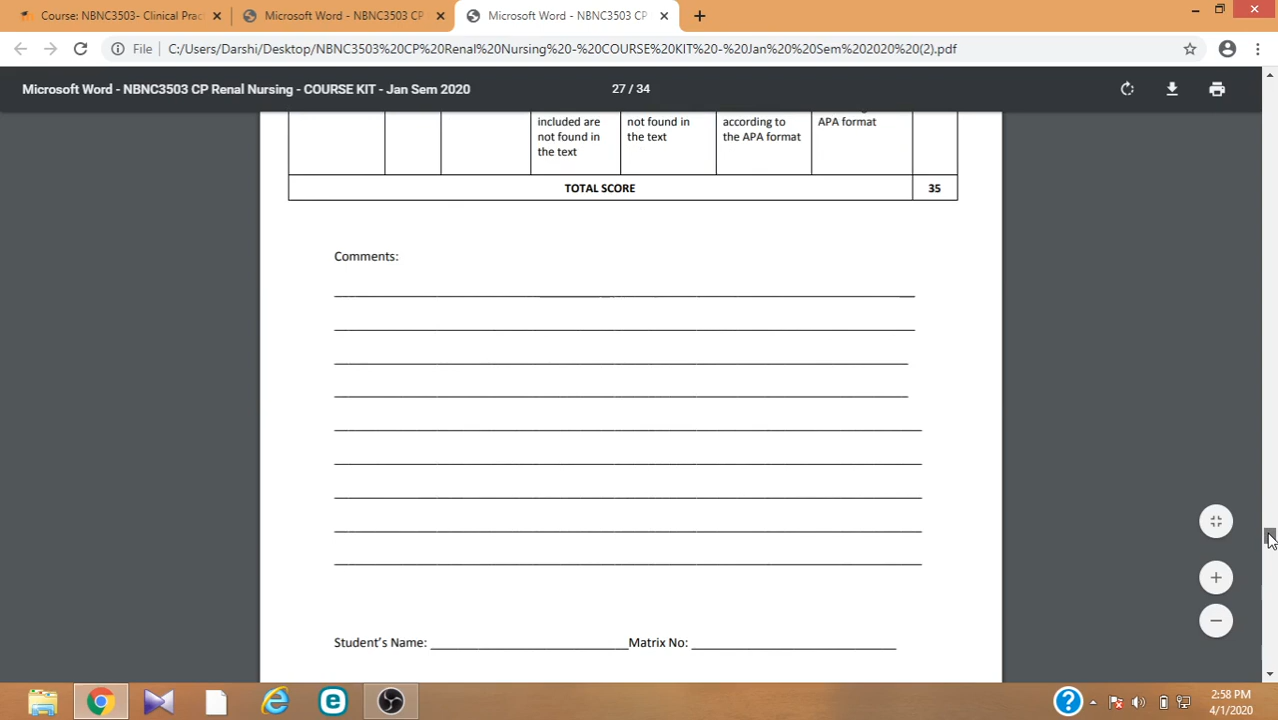 Course: NBNC3503- Clinical Prac
Microsoft Word - NBNC3503 CP
Microsoft Word - NBNC3503 CP
File
C:/Users/Darshi/Desktop/NBNC3503%20CP%20Renal%20Nursing%20-%20COURSE%20KIT%20-%20Jan%20%20Sem%202020%20(2).pdf
Microsoft Word - NBNC3503 CP Renal Nursing - COURSE KIT - Jan Sem 2020
27 / 34
included are
not found in
the text
not found in
the text
according to
the APA format
APA format
TOTAL SCORE
35
Comments:
Student's Name: ____________________________Matrix No: _____________________________
2:58 PM
4/1/2020